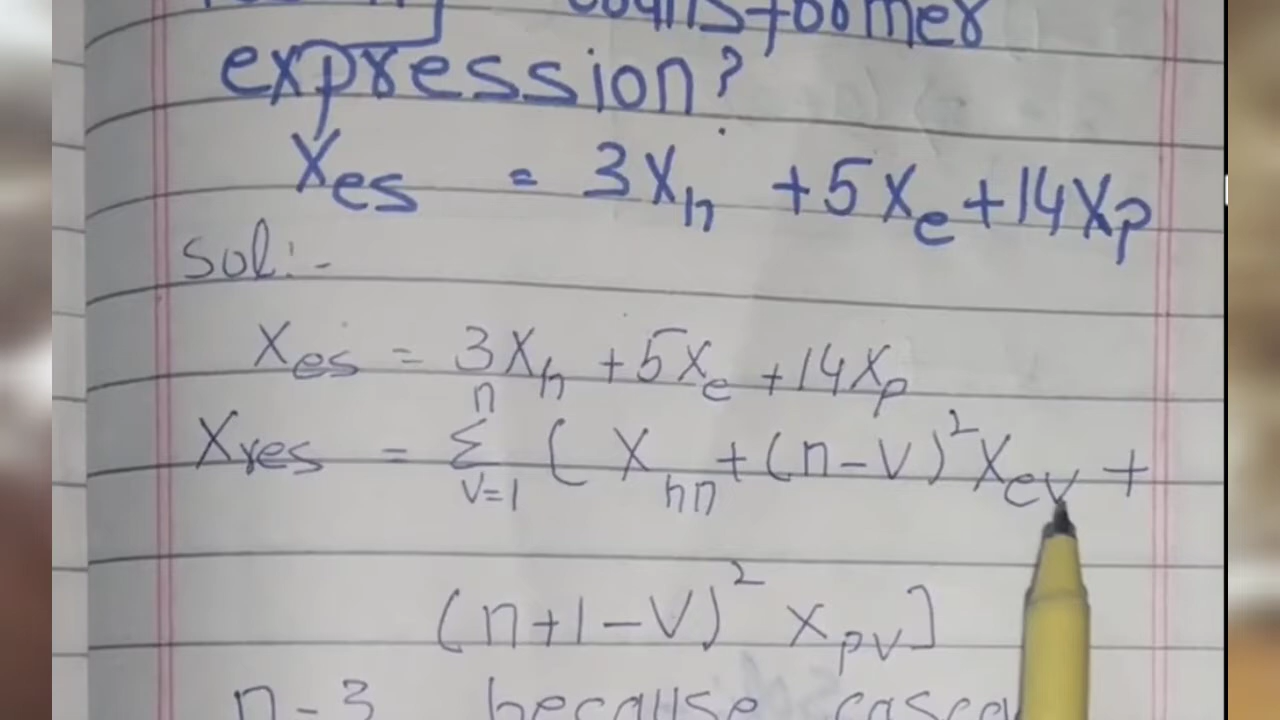 expression?
Xes = 3Xh + 5Xe + 14Xp
Sol:-
Xes = 3Xh + 5Xe + 14Xp
n
Xres = Σ ( Xhn + (n-V)² Xev +
V=1
(n+1-V)² Xpv ]
n-3 because